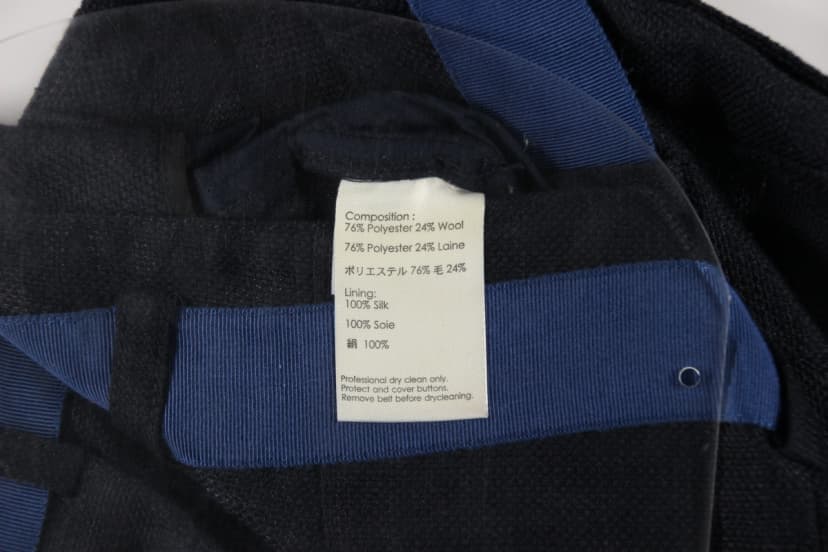 Composition :
76% Polyester 24% Wool
76% Polyester 24% Laine
ポリエステル 76% 毛 24%
Lining:
100% Silk
100% Soie
絹 100%
Professional dry clean only.
Protect and cover buttons.
Remove belt before drycleaning.